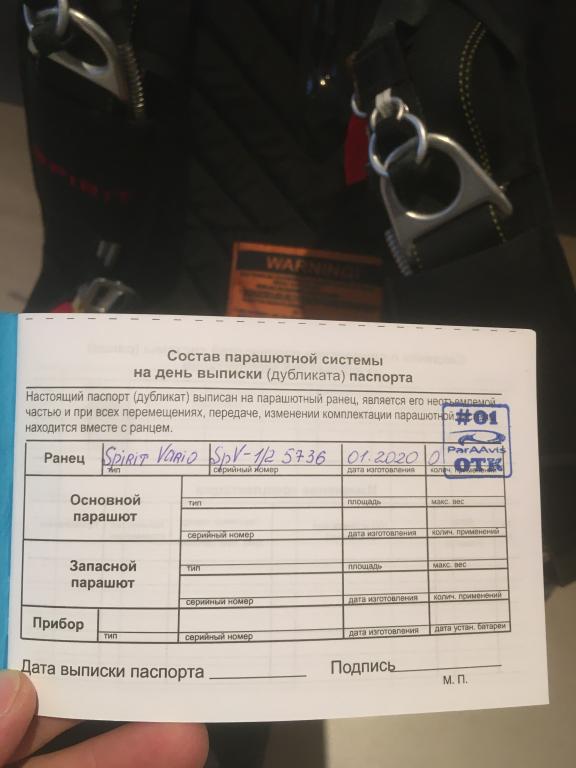 SPIRIT
WARNING!
Состав парашютной системы
на день выписки (дубликата) паспорта
Настоящий паспорт (дубликат) выписан на парашютный ранец, является его неотъемлемой
частью и при всех перемещениях, передаче, изменении комплектации парашютной
находится вместе с ранцем.
#01
ParAAvis
ОТК
Ранец Spirit Vario SpV-1/2 5736 01.2020 0
тип серийный номер дата изготовления колич. применений
Основной
парашют
тип площадь макс. вес
серийный номер дата изготовления колич. применений
Запасной
парашют
тип площадь макс. вес
серийный номер дата изготовления колич. применений
Прибор
тип серийный номер дата изготовления дата устан. батареи
Дата выписки паспорта Подпись
М. П.